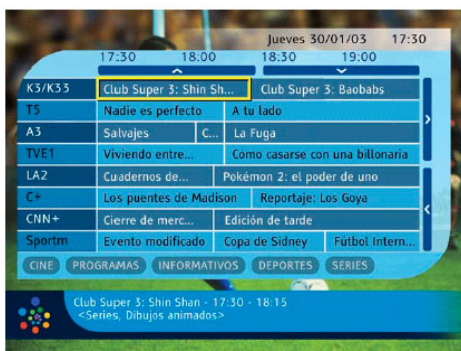 Jueves 30/01/03 17:30
17:30 18:00 18:30 19:00
K3/K33 Club Super 3: Shin Sh... Club Super 3: Baobabs
T5 Nadie es perfecto A tu lado
A3 Salvajes C... La Fuga
TVE1 Viviendo entre... Cómo casarse con una billonaria
LA2 Cuadernos de... Pokémon 2: el poder de uno
C+ Los puentes de Madison Reportaje: Los Goya
CNN+ Cierre de merc... Edición de tarde
Sportm Evento modificado Copa de Sidney Fútbol Intern...
CINE PROGRAMAS INFORMATIVOS DEPORTES SERIES
Club Super 3: Shin Shan - 17:30 - 18:15
<Series, Dibujos animados>